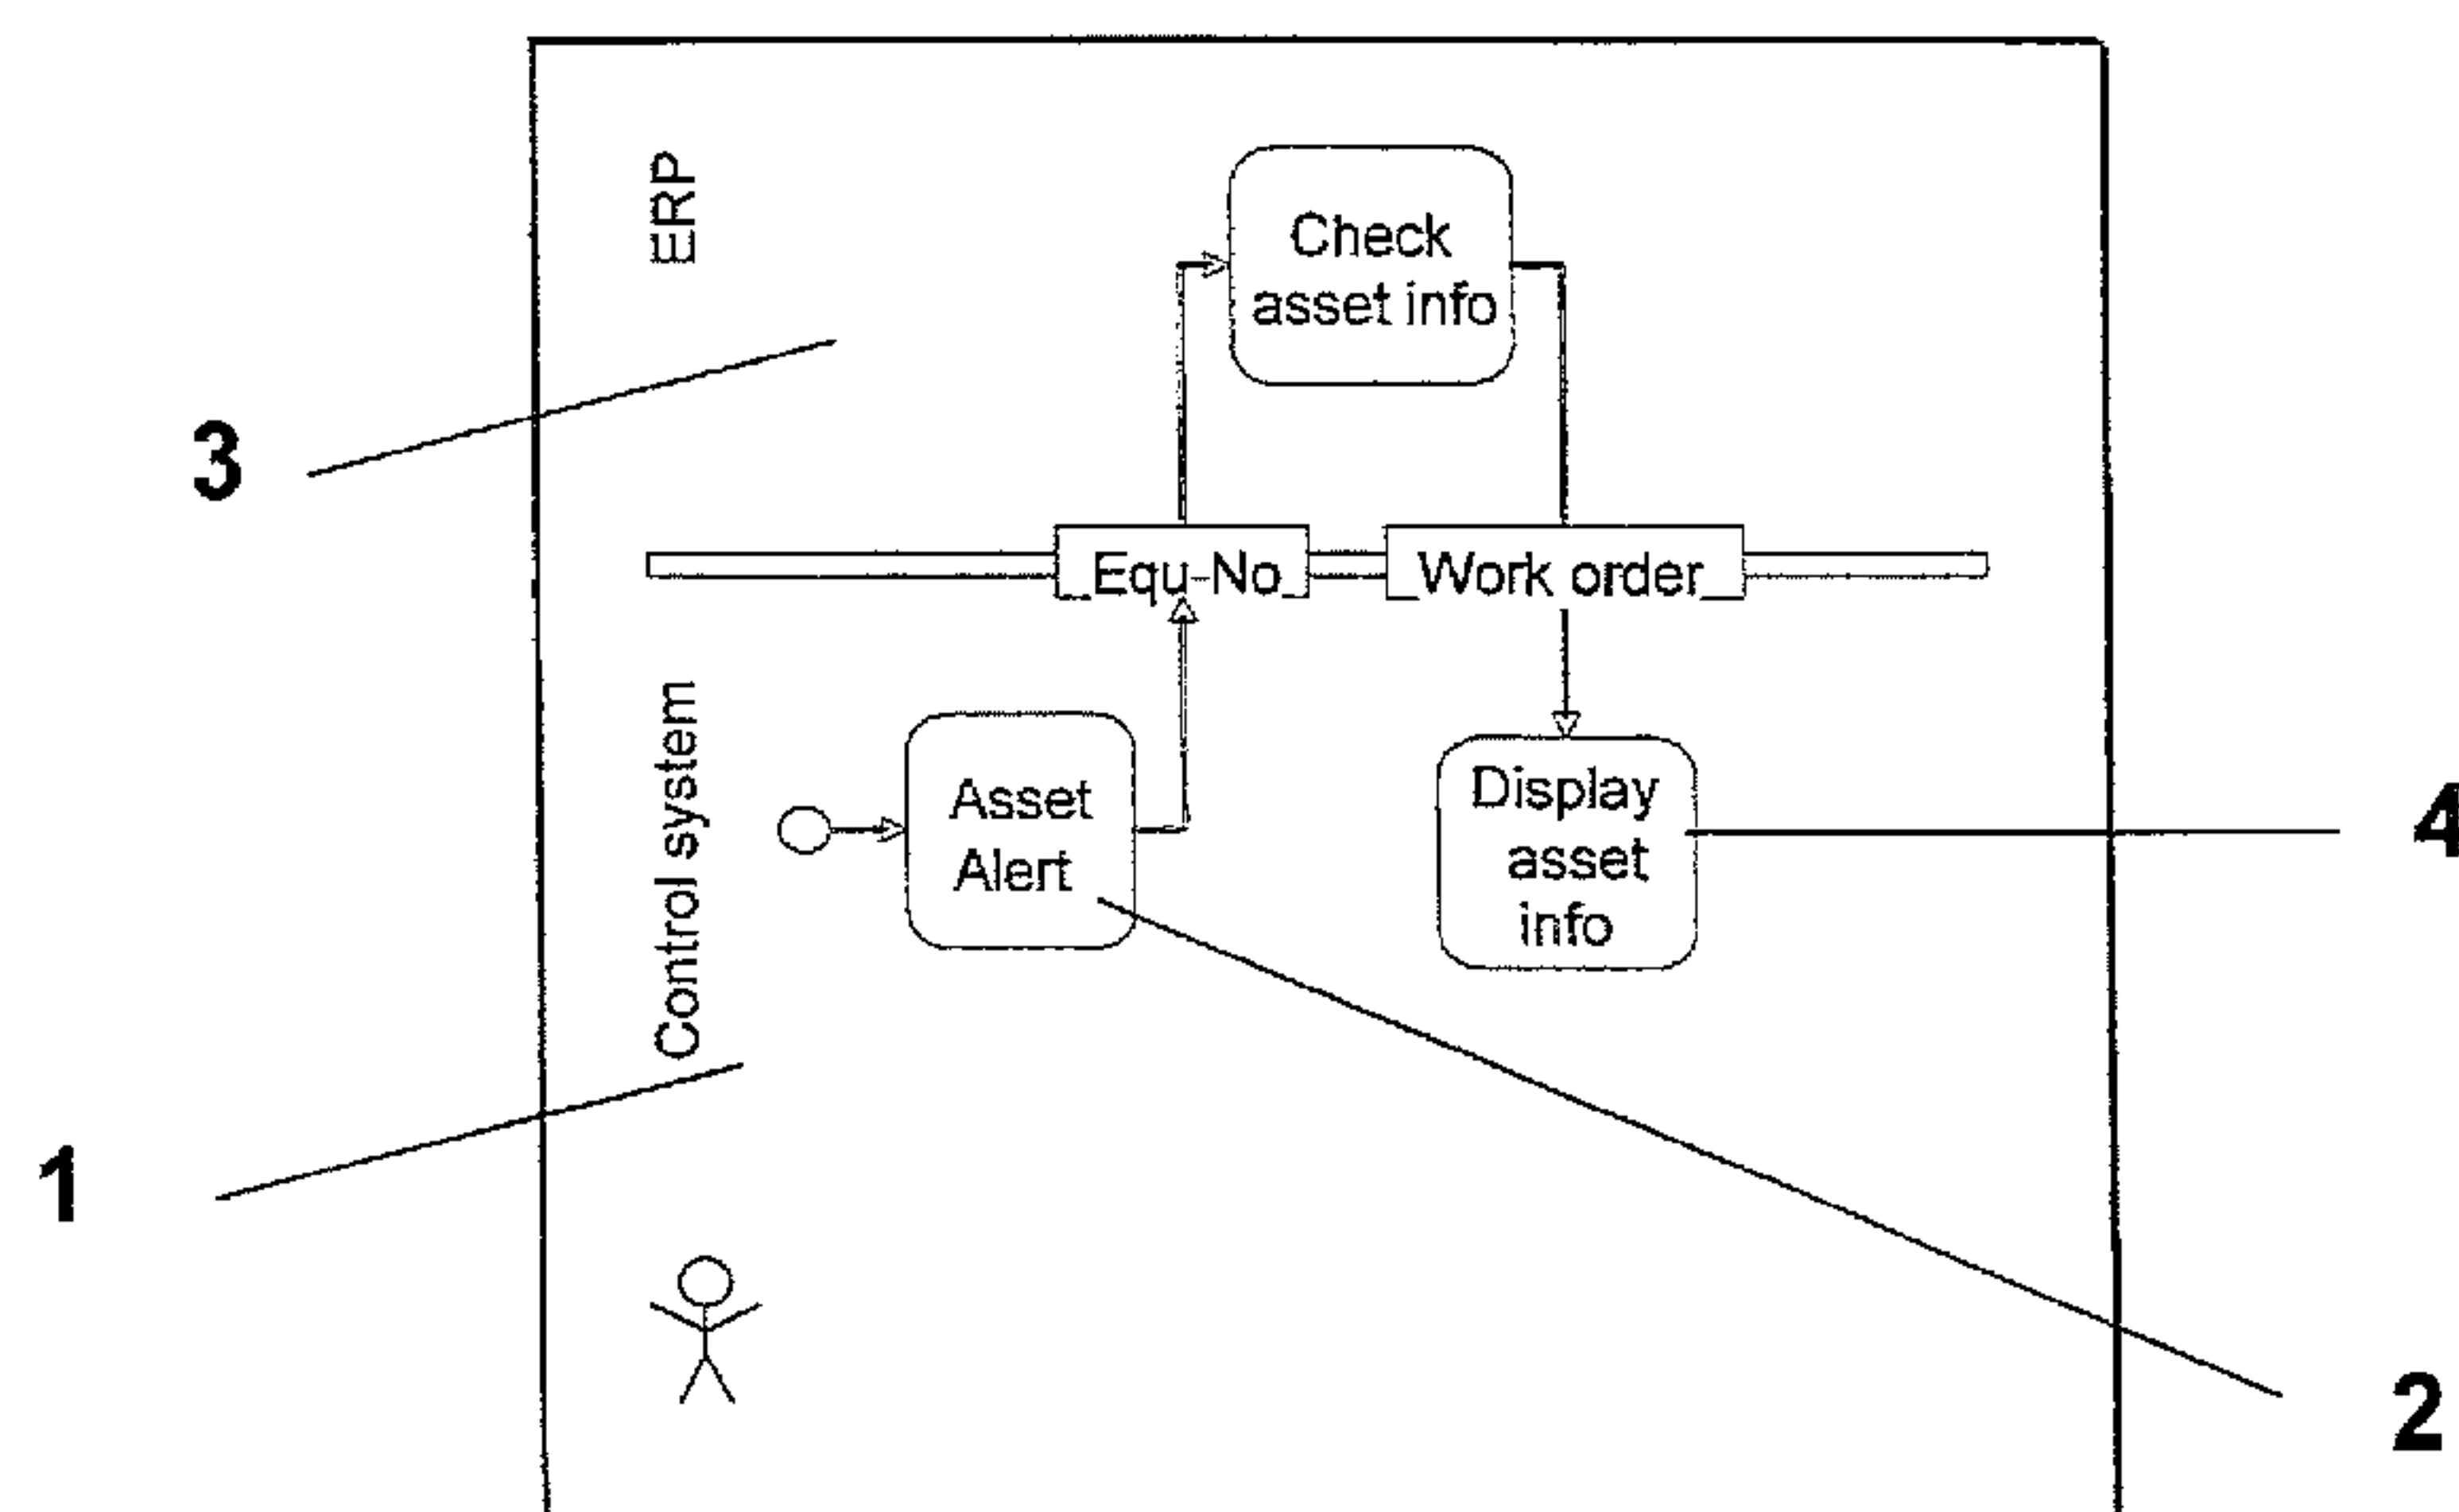 ERP
Check
asset info
3
Equ-No
Work order
Control system
Asset
Alert
Display
asset
info
4
1
2